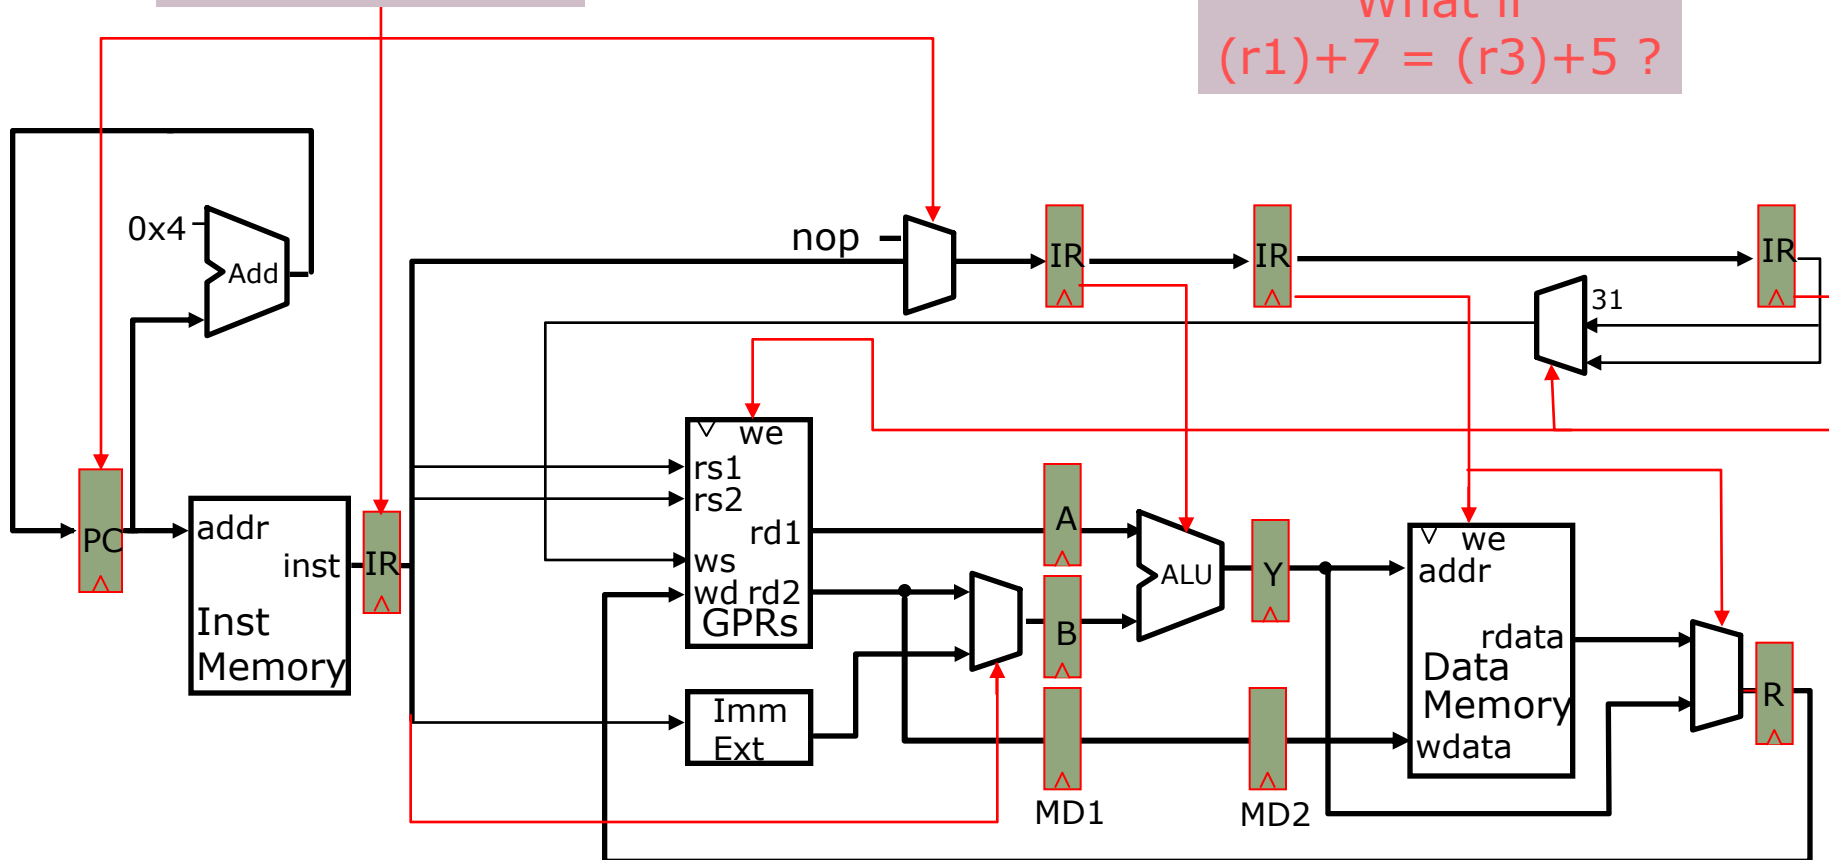 What if
(r1)+7 = (r3)+5 ?
0x4
Add
nop
IR
IR
IR
31
we
rs1
rs2
rd1
ws
wd rd2
GPRs
PC
addr
inst
Inst
Memory
IR
A
B
ALU
Y
we
addr
rdata
Data
Memory
wdata
R
Imm
Ext
MD1
MD2